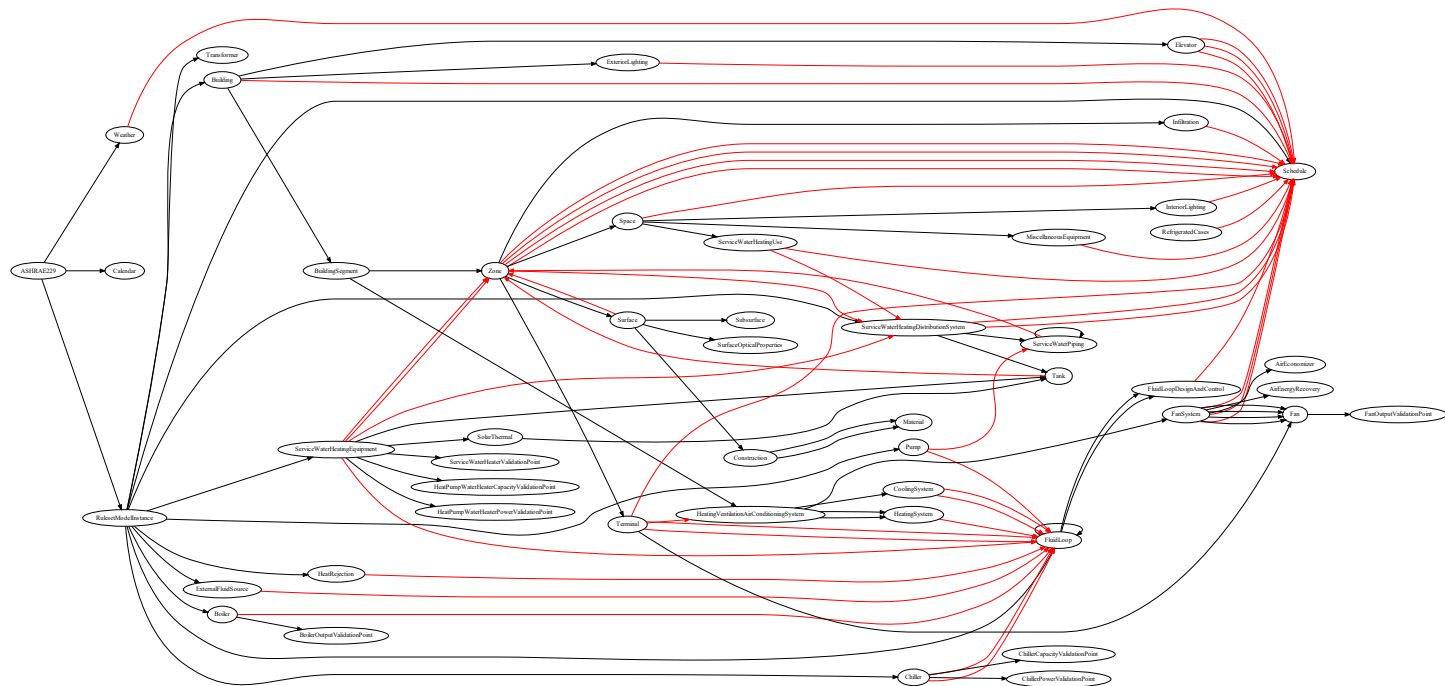 Elevator
Transformer
ExteriorLighting
Building
Infiltration
Weather
Schedule
InteriorLighting
Space
RefrigeratedCases
MiscellaneousEquipment
ServiceWaterHeatingUse
ASHRAE229
Calendar
BuildingSegment
Zone
Surface
Subsurface
ServiceWaterHeatingDistributionSystem
SurfaceOpticalProperties
ServiceWaterPiping
AirEconomizer
Tank
FluidLoopDesignAndControl
AirEnergyRecovery
FanSystem
Fan
FanOutputValidationPoint
Material
SolarThermal
Pump
ServiceWaterHeatingEquipment
Construction
ServiceWaterHeaterValidationPoint
HeatPumpWaterHeaterCapacityValidationPoint
CoolingSystem
HeatPumpWaterHeaterPowerValidationPoint
HeatingVentilationAirConditioningSystem
HeatingSystem
RulesetModelInstance
Terminal
FluidLoop
HeatRejection
ExternalFluidSource
Boiler
BoilerOutputValidationPoint
ChillerCapacityValidationPoint
Chiller
ChillerPowerValidationPoint